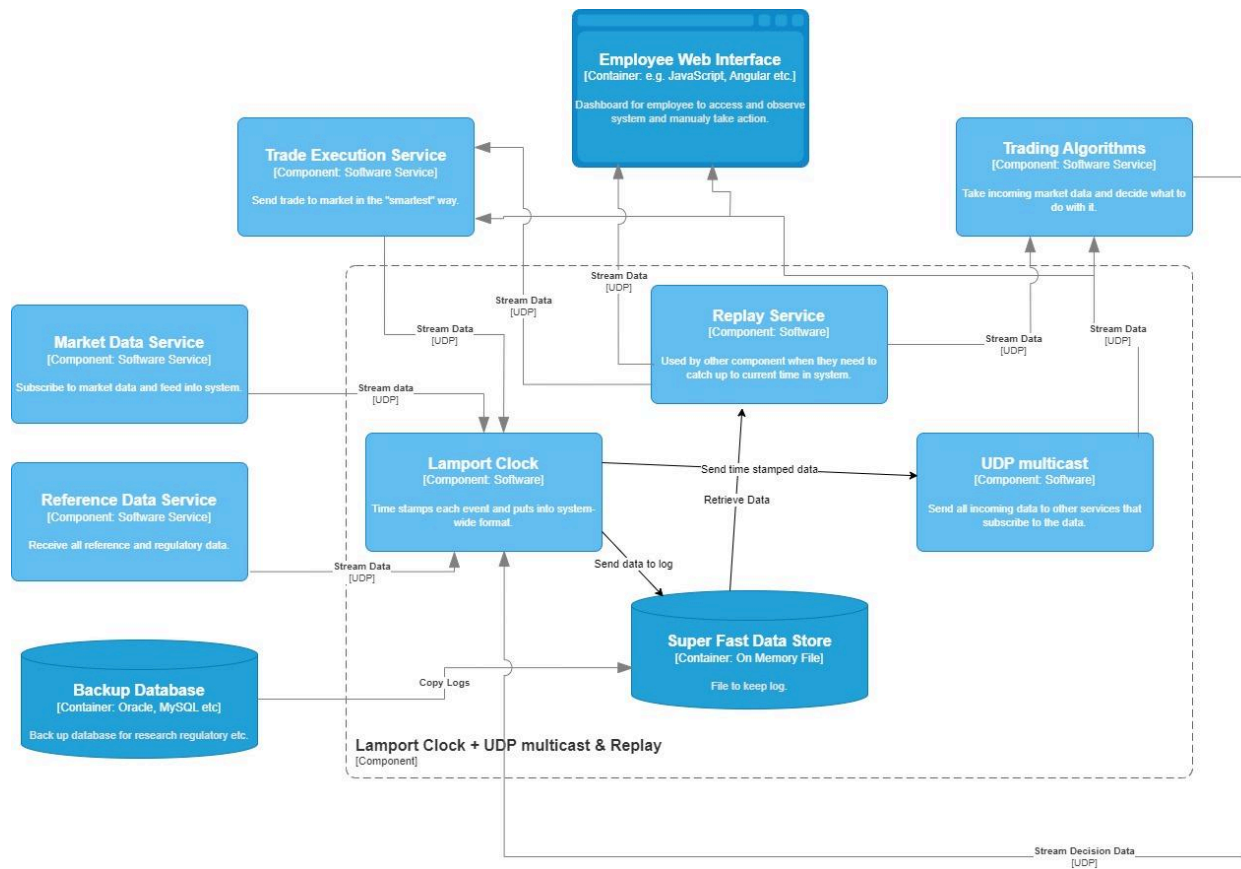 Employee Web Interface
[Container: e.g. JavaScript, Angular etc.]
Dashboard for employee to access and observe
system and manualy take action.
Trade Execution Service
[Component: Software Service]
Send trade to market in the "smartest" way.
Trading Algorithms
[Component: Software Service]
Take incoming market data and decide what to
do with it.
Stream Data
[UDP]
Stream Data
[UDP]
Stream Data
[UDP]
Replay Service
[Component: Software]
Used by other component when they need to
catch up to current time in system.
Stream Data
[UDP]
Stream Data
[UDP]
Market Data Service
[Component: Software Service]
Subscribe to market data and feed into system.
Stream data
[UDP]
Lamport Clock
[Component: Software]
Time stamps each event and puts into system-
wide format.
Send time stamped data
Retrieve Data
UDP multicast
[Component: Software]
Send all incoming data to other services that
subscribe to the data.
Reference Data Service
[Component: Software Service]
Receive all reference and regulatory data.
Stream Data
[UDP]
Send data to log
Super Fast Data Store
[Container: On Memory File]
File to keep log.
Backup Database
[Container: Oracle, MySQL etc]
Back up database for research regulatory etc.
Copy Logs
Lamport Clock + UDP multicast & Replay
[Component]
Stream Decision Data
[UDP]